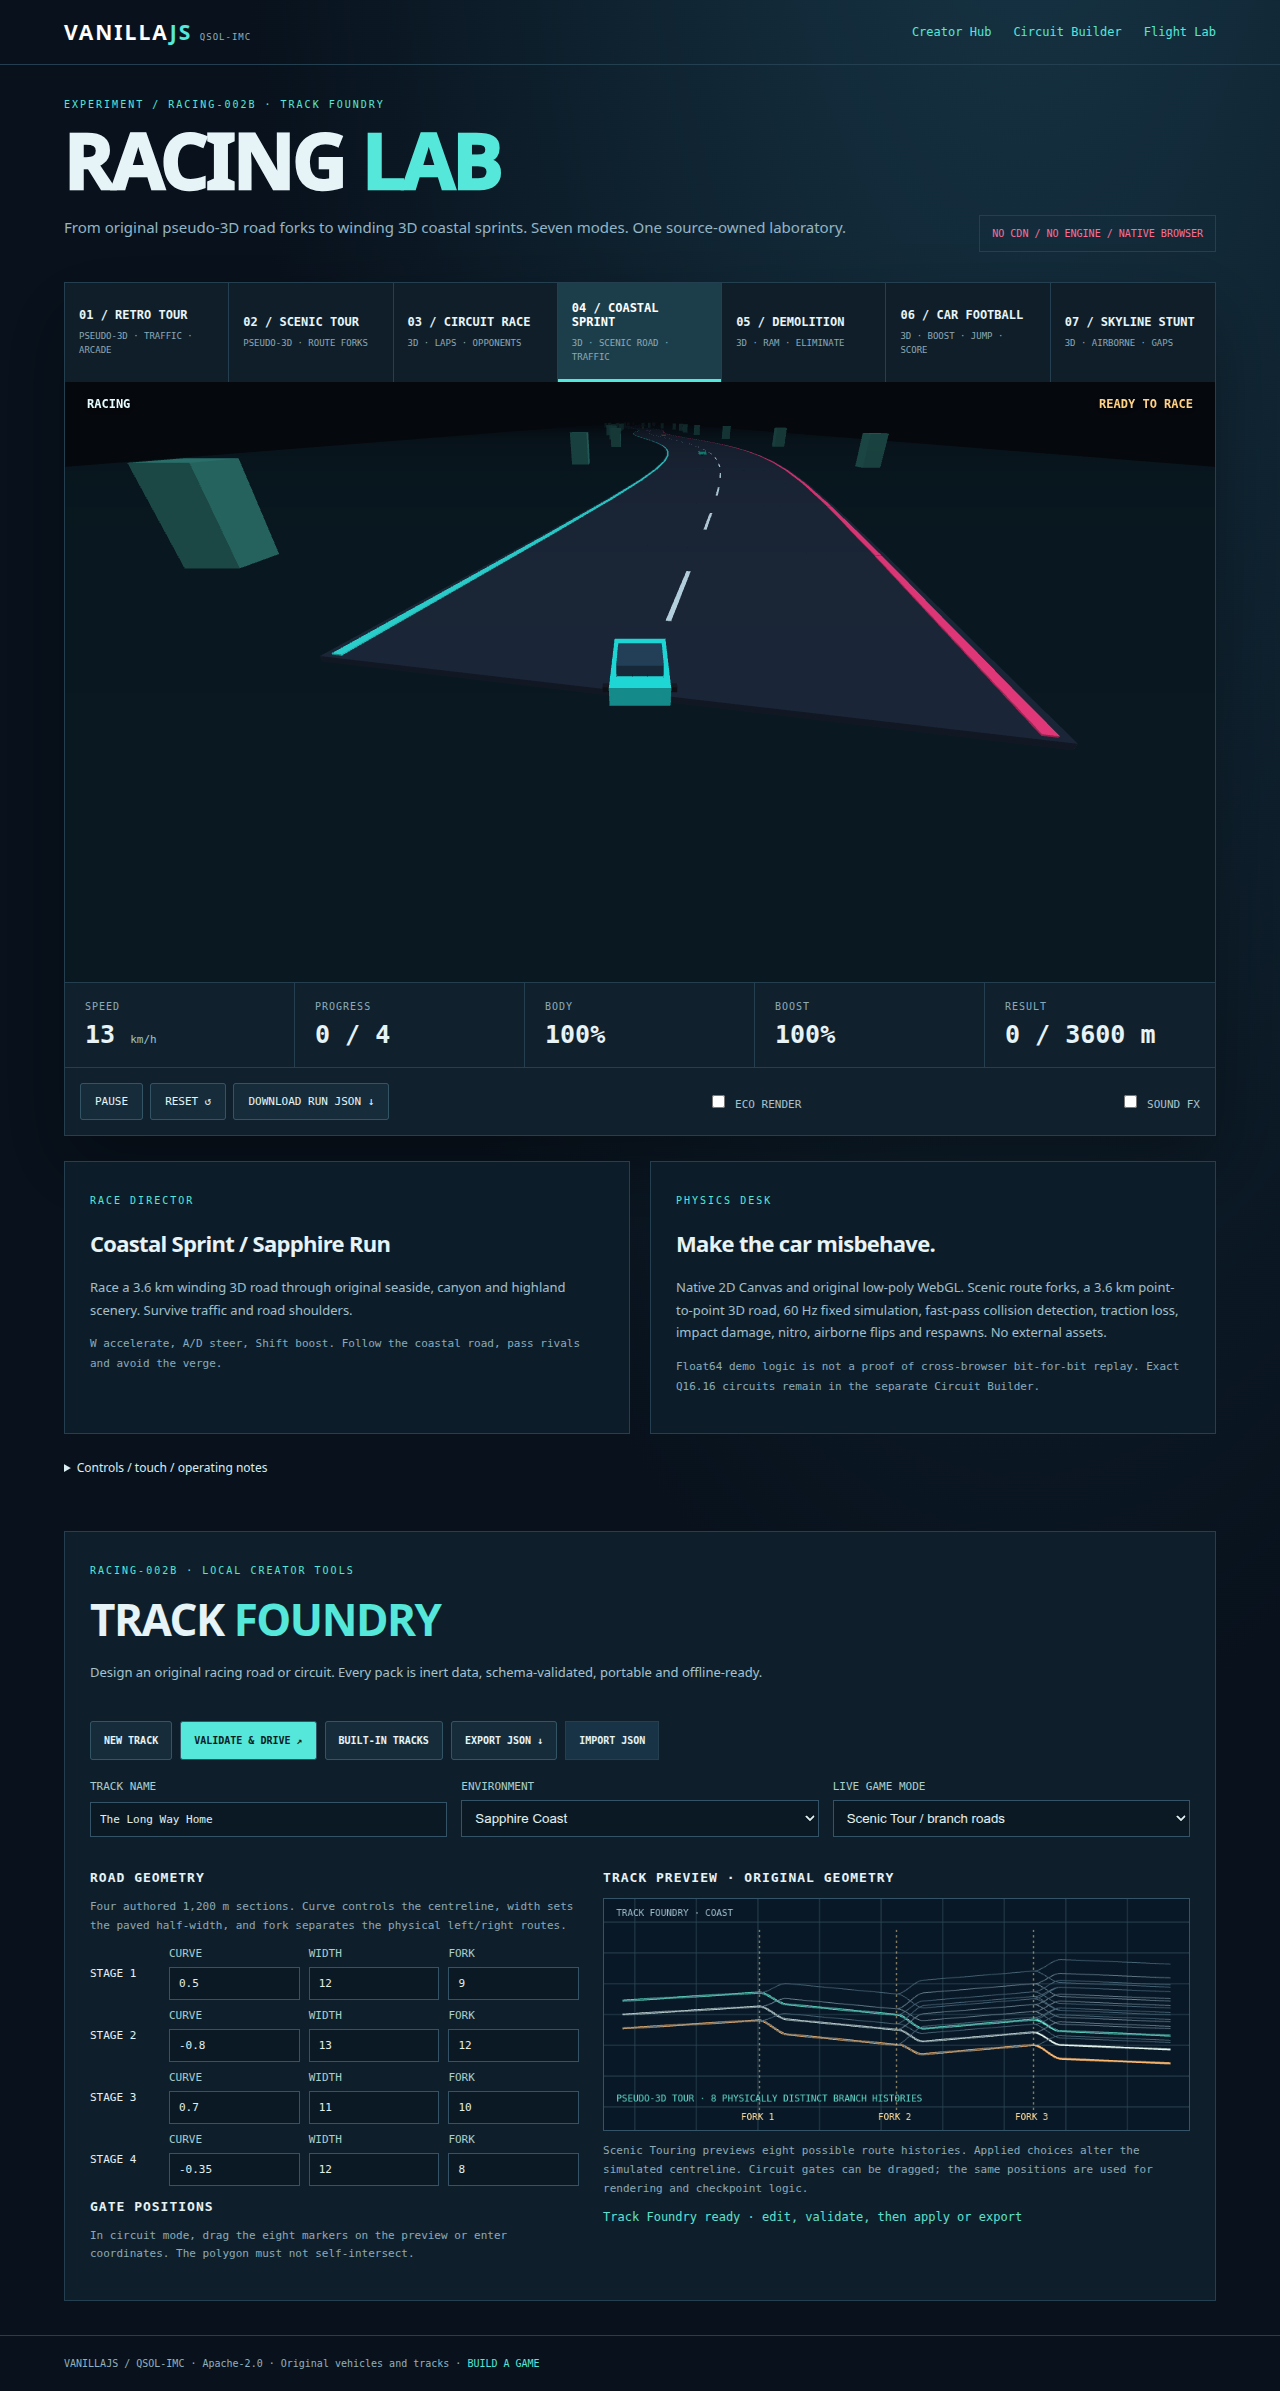 VANILLAJS QSOL-IMC
Creator Hub Circuit Builder Flight Lab
EXPERIMENT / RACING-002B · TRACK FOUNDRY
RACING LAB
From original pseudo-3D road forks to winding 3D coastal sprints. Seven modes. One source-owned laboratory.
NO CDN / NO ENGINE / NATIVE BROWSER
01 / RETRO TOUR
PSEUDO-3D · TRAFFIC ·
ARCADE
02 / SCENIC TOUR
PSEUDO-3D · ROUTE FORKS
03 / CIRCUIT RACE
3D · LAPS · OPPONENTS
04 / COASTAL
SPRINT
3D · SCENIC ROAD ·
TRAFFIC
05 / DEMOLITION
3D · RAM · ELIMINATE
06 / CAR FOOTBALL
3D · BOOST · JUMP ·
SCORE
07 / SKYLINE STUNT
3D · AIRBORNE · GAPS
RACING
READY TO RACE
SPEED
13 km/h
PROGRESS
0 / 4
BODY
100%
BOOST
100%
RESULT
0 / 3600 m
PAUSE
RESET ↺
DOWNLOAD RUN JSON ↓
ECO RENDER
SOUND FX
RACE DIRECTOR
Coastal Sprint / Sapphire Run
Race a 3.6 km winding 3D road through original seaside, canyon and highland
scenery. Survive traffic and road shoulders.
W accelerate, A/D steer, Shift boost. Follow the coastal road, pass rivals
and avoid the verge.
PHYSICS DESK
Make the car misbehave.
Native 2D Canvas and original low-poly WebGL. Scenic route forks, a 3.6 km point-
to-point 3D road, 60 Hz fixed simulation, fast-pass collision detection, traction loss,
impact damage, nitro, airborne flips and respawns. No external assets.
Float64 demo logic is not a proof of cross-browser bit-for-bit replay. Exact
Q16.16 circuits remain in the separate Circuit Builder.
▶ Controls / touch / operating notes
RACING-002B · LOCAL CREATOR TOOLS
TRACK FOUNDRY
Design an original racing road or circuit. Every pack is inert data, schema-validated, portable and offline-ready.
NEW TRACK
VALIDATE & DRIVE ↗
BUILT-IN TRACKS
EXPORT JSON ↓
IMPORT JSON
TRACK NAME
The Long Way Home
ENVIRONMENT
Sapphire Coast
LIVE GAME MODE
Scenic Tour / branch roads
ROAD GEOMETRY
Four authored 1,200 m sections. Curve controls the centreline, width sets
the paved half-width, and fork separates the physical left/right routes.
CURVE WIDTH FORK
STAGE 1 0.5 12 9
CURVE WIDTH FORK
STAGE 2 -0.8 13 12
CURVE WIDTH FORK
STAGE 3 0.7 11 10
CURVE WIDTH FORK
STAGE 4 -0.35 12 8
GATE POSITIONS
In circuit mode, drag the eight markers on the preview or enter
coordinates. The polygon must not self-intersect.
TRACK PREVIEW · ORIGINAL GEOMETRY
TRACK FOUNDRY · COAST
PSEUDO-3D TOUR · 8 PHYSICALLY DISTINCT BRANCH HISTORIES
FORK 1 FORK 2 FORK 3
Scenic Touring previews eight possible route histories. Applied choices alter the
simulated centreline. Circuit gates can be dragged; the same positions are used for
rendering and checkpoint logic.
Track Foundry ready · edit, validate, then apply or export
VANILLAJS / QSOL-IMC · Apache-2.0 · Original vehicles and tracks · BUILD A GAME